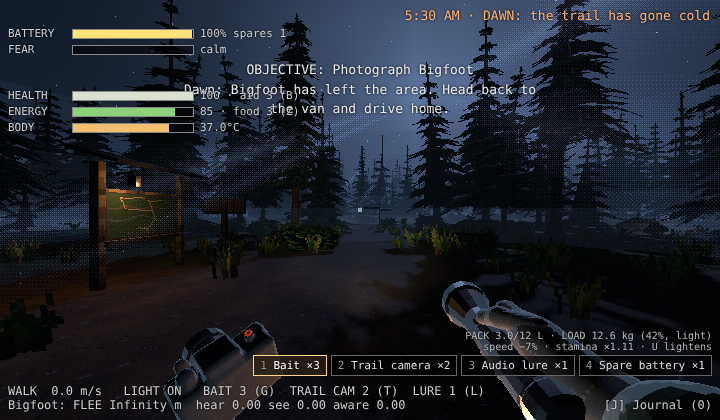 5:30 AM · DAWN: the trail has gone cold
BATTERY 100% spares 1
FEAR calm
OBJECTIVE: Photograph Bigfoot
Dawn: Bigfoot has left the area. Head back to
the van and drive home.
HEALTH 100 · aid 3 (B)
ENERGY 85 · food 3 (E)
BODY 37.0°C
PACK 3.0/12 L · LOAD 12.6 kg (42%, light)
speed −7% · stamina ×1.11 · U lightens
1 Bait ×3 2 Trail camera ×2 3 Audio lure ×1 4 Spare battery ×1
WALK 0.0 m/s LIGHT ON BAIT 3 (G) TRAIL CAM 2 (T) LURE 1 (L)
Bigfoot: FLEE Infinity m hear 0.00 see 0.00 aware 0.00
[J] Journal (0)